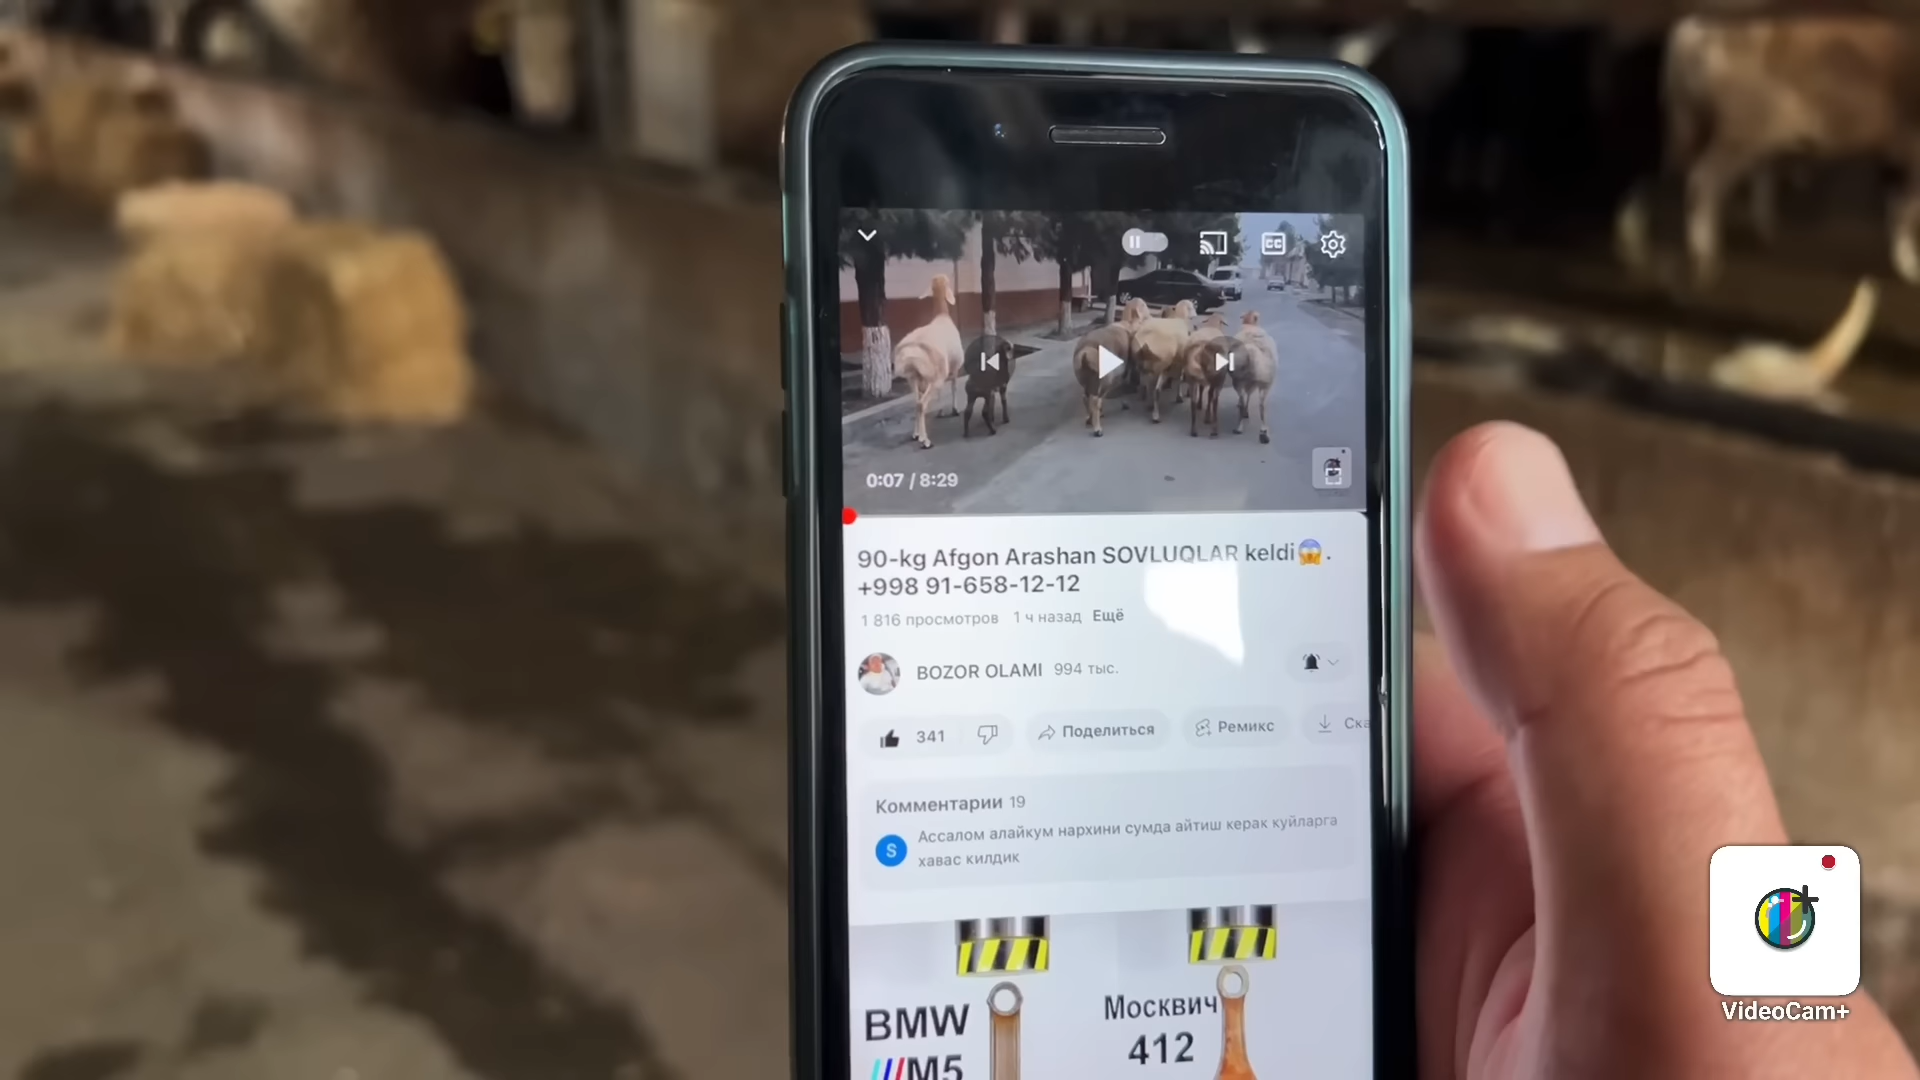 0:07 / 8:29
90-kg Afgon Arashan SOVLUQLAR keldi😱.
+998 91-658-12-12
1 816 просмотров 1 ч назад Ещё
BOZOR OLAMI 994 тыс.
341 Поделиться Ремикс Ска
Комментарии 19
S
Ассалом алайкум нархини сумда айтиш керак куйларга
хавас килдик
BMW
M5
Москвич
412
VideoCam+